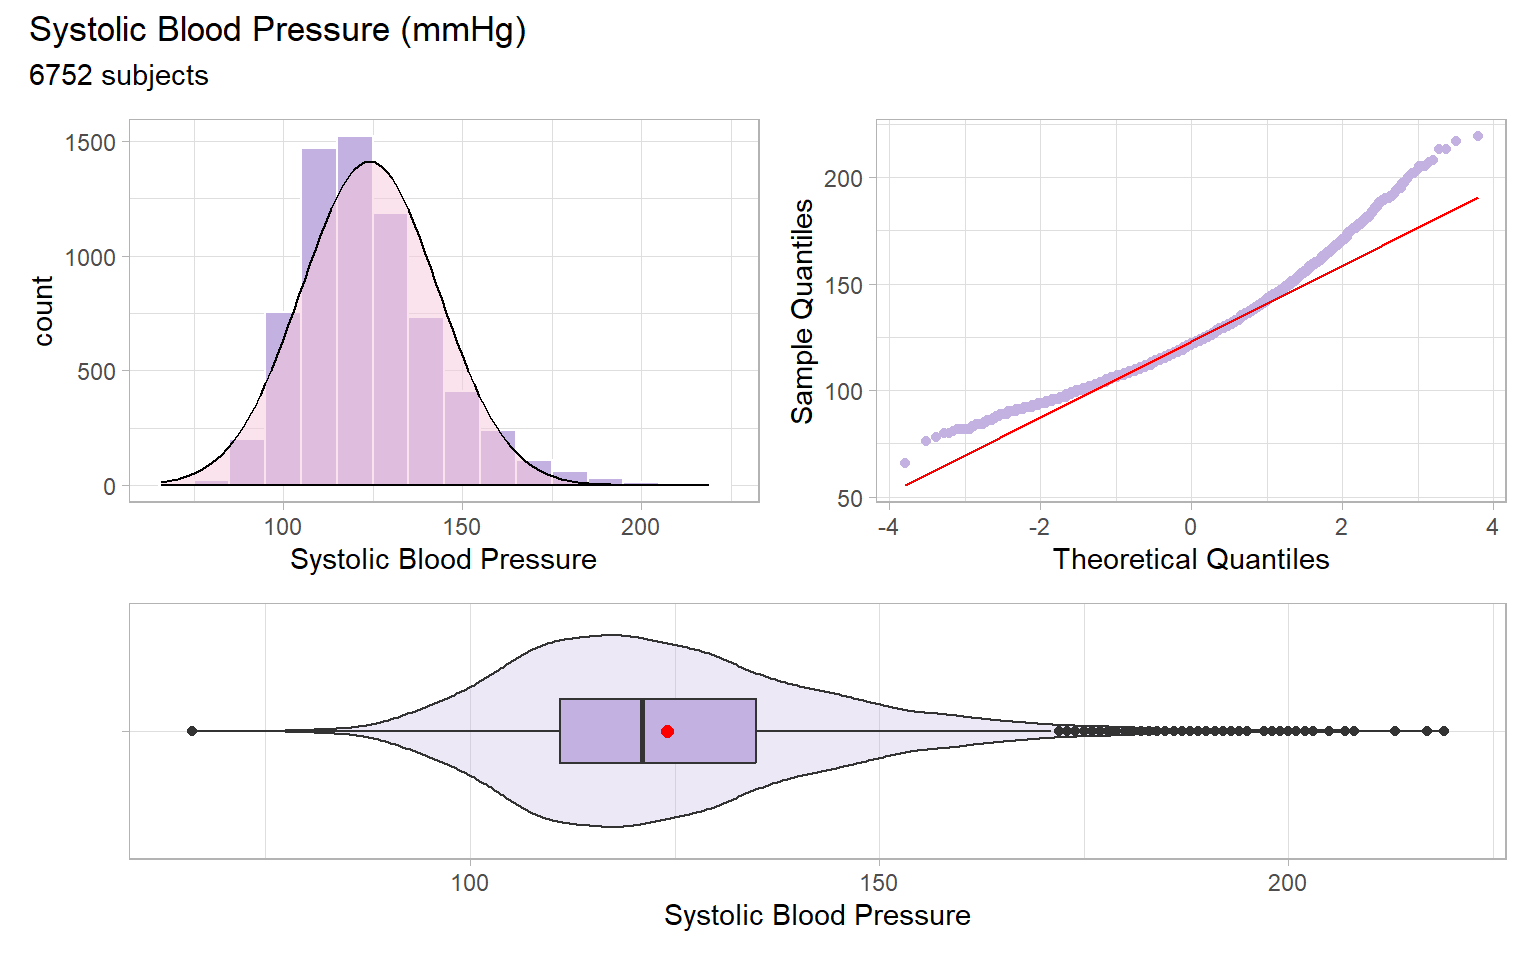 Systolic Blood Pressure (mmHg)
6752 subjects
1500
1000
500
0
count
100 150 200
Systolic Blood Pressure
200
150
100
50
Sample Quantiles
-4 -2 0 2 4
Theoretical Quantiles
100 150 200
Systolic Blood Pressure